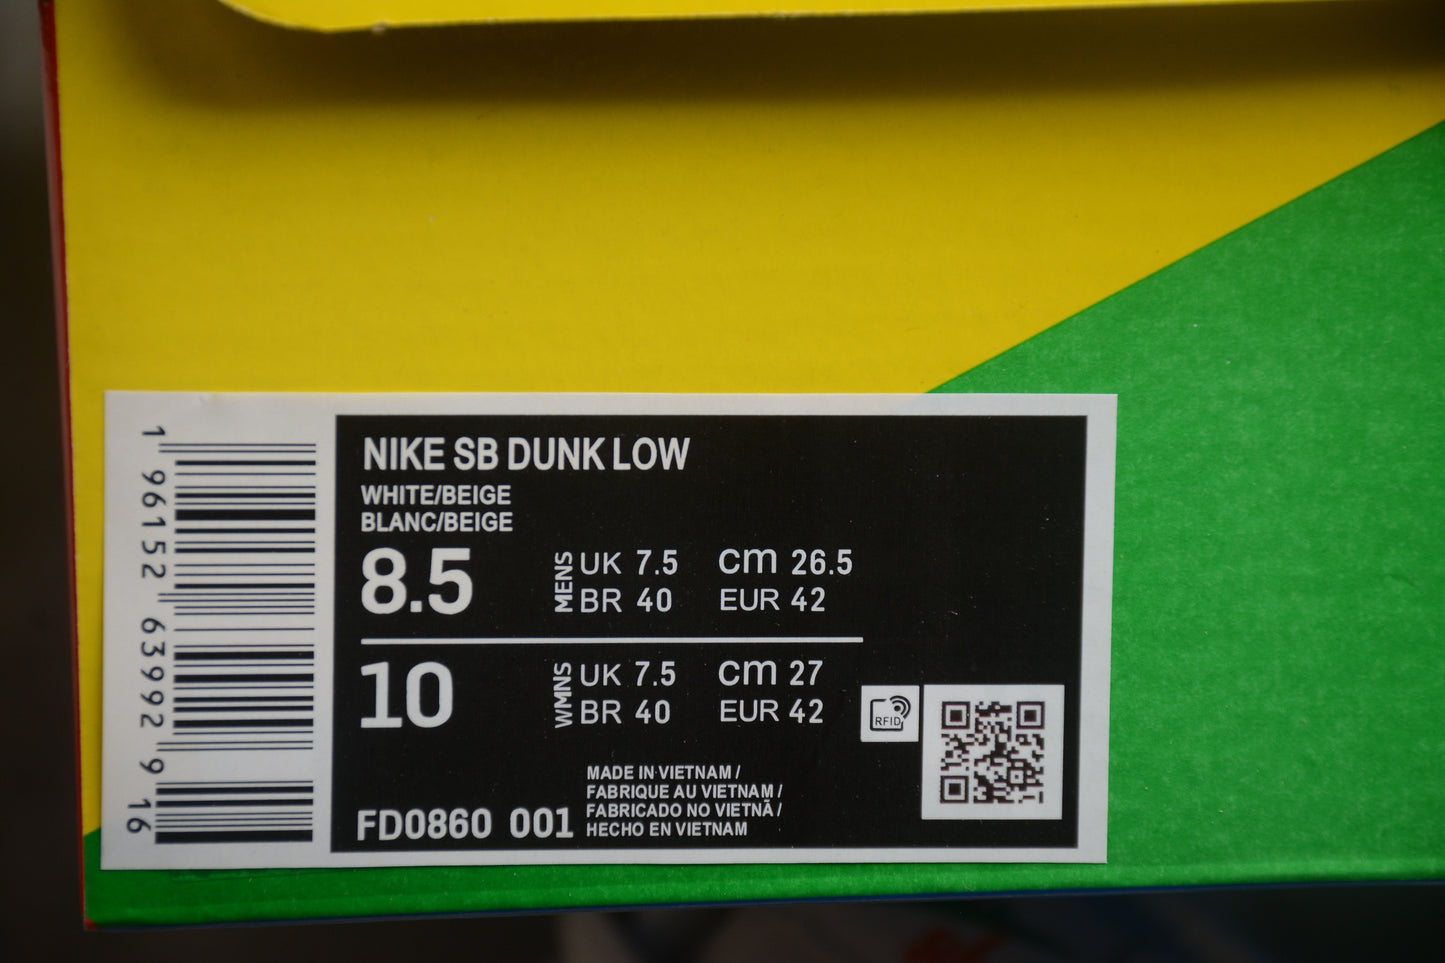 NIKE SB DUNK LOW
WHITE/BEIGE
BLANC/BEIGE
8.5 MENS UK 7.5 cm 26.5
BR 40 EUR 42
10 WMNS UK 7.5 cm 27
BR 40 EUR 42
RFID
MADE IN VIETNAM /
FABRIQUE AU VIETNAM /
FABRICADO NO VIETNÃ /
HECHO EN VIETNAM
FD0860 001
1 96152 63992 9 16